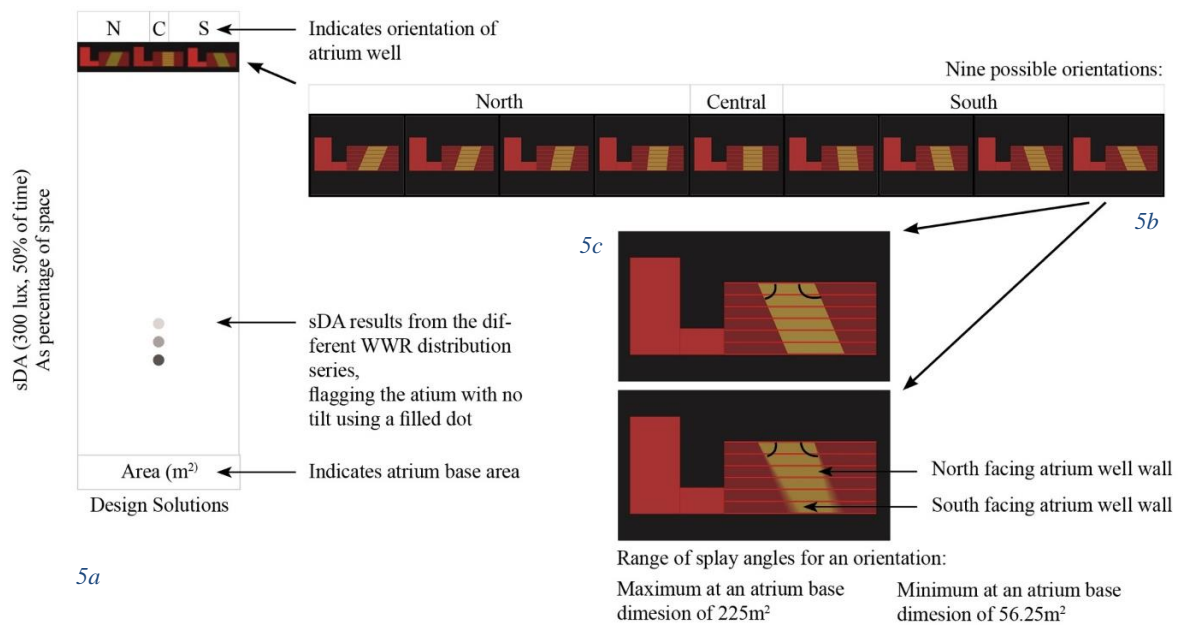 N C S
Indicates orientation of
atrium well
Nine possible orientations:
North Central South
5b
5c
sDA (300 lux, 50% of time)
As percentage of space
sDA results from the dif-
ferent WWR distribution
series,
flagging the atium with no
tilt using a filled dot
Area (m²)
Indicates atrium base area
Design Solutions
North facing atrium well wall
South facing atrium well wall
Range of splay angles for an orientation:
Maximum at an atrium base
dimesion of 225m²
Minimum at an atrium base
dimesion of 56.25m²
5a